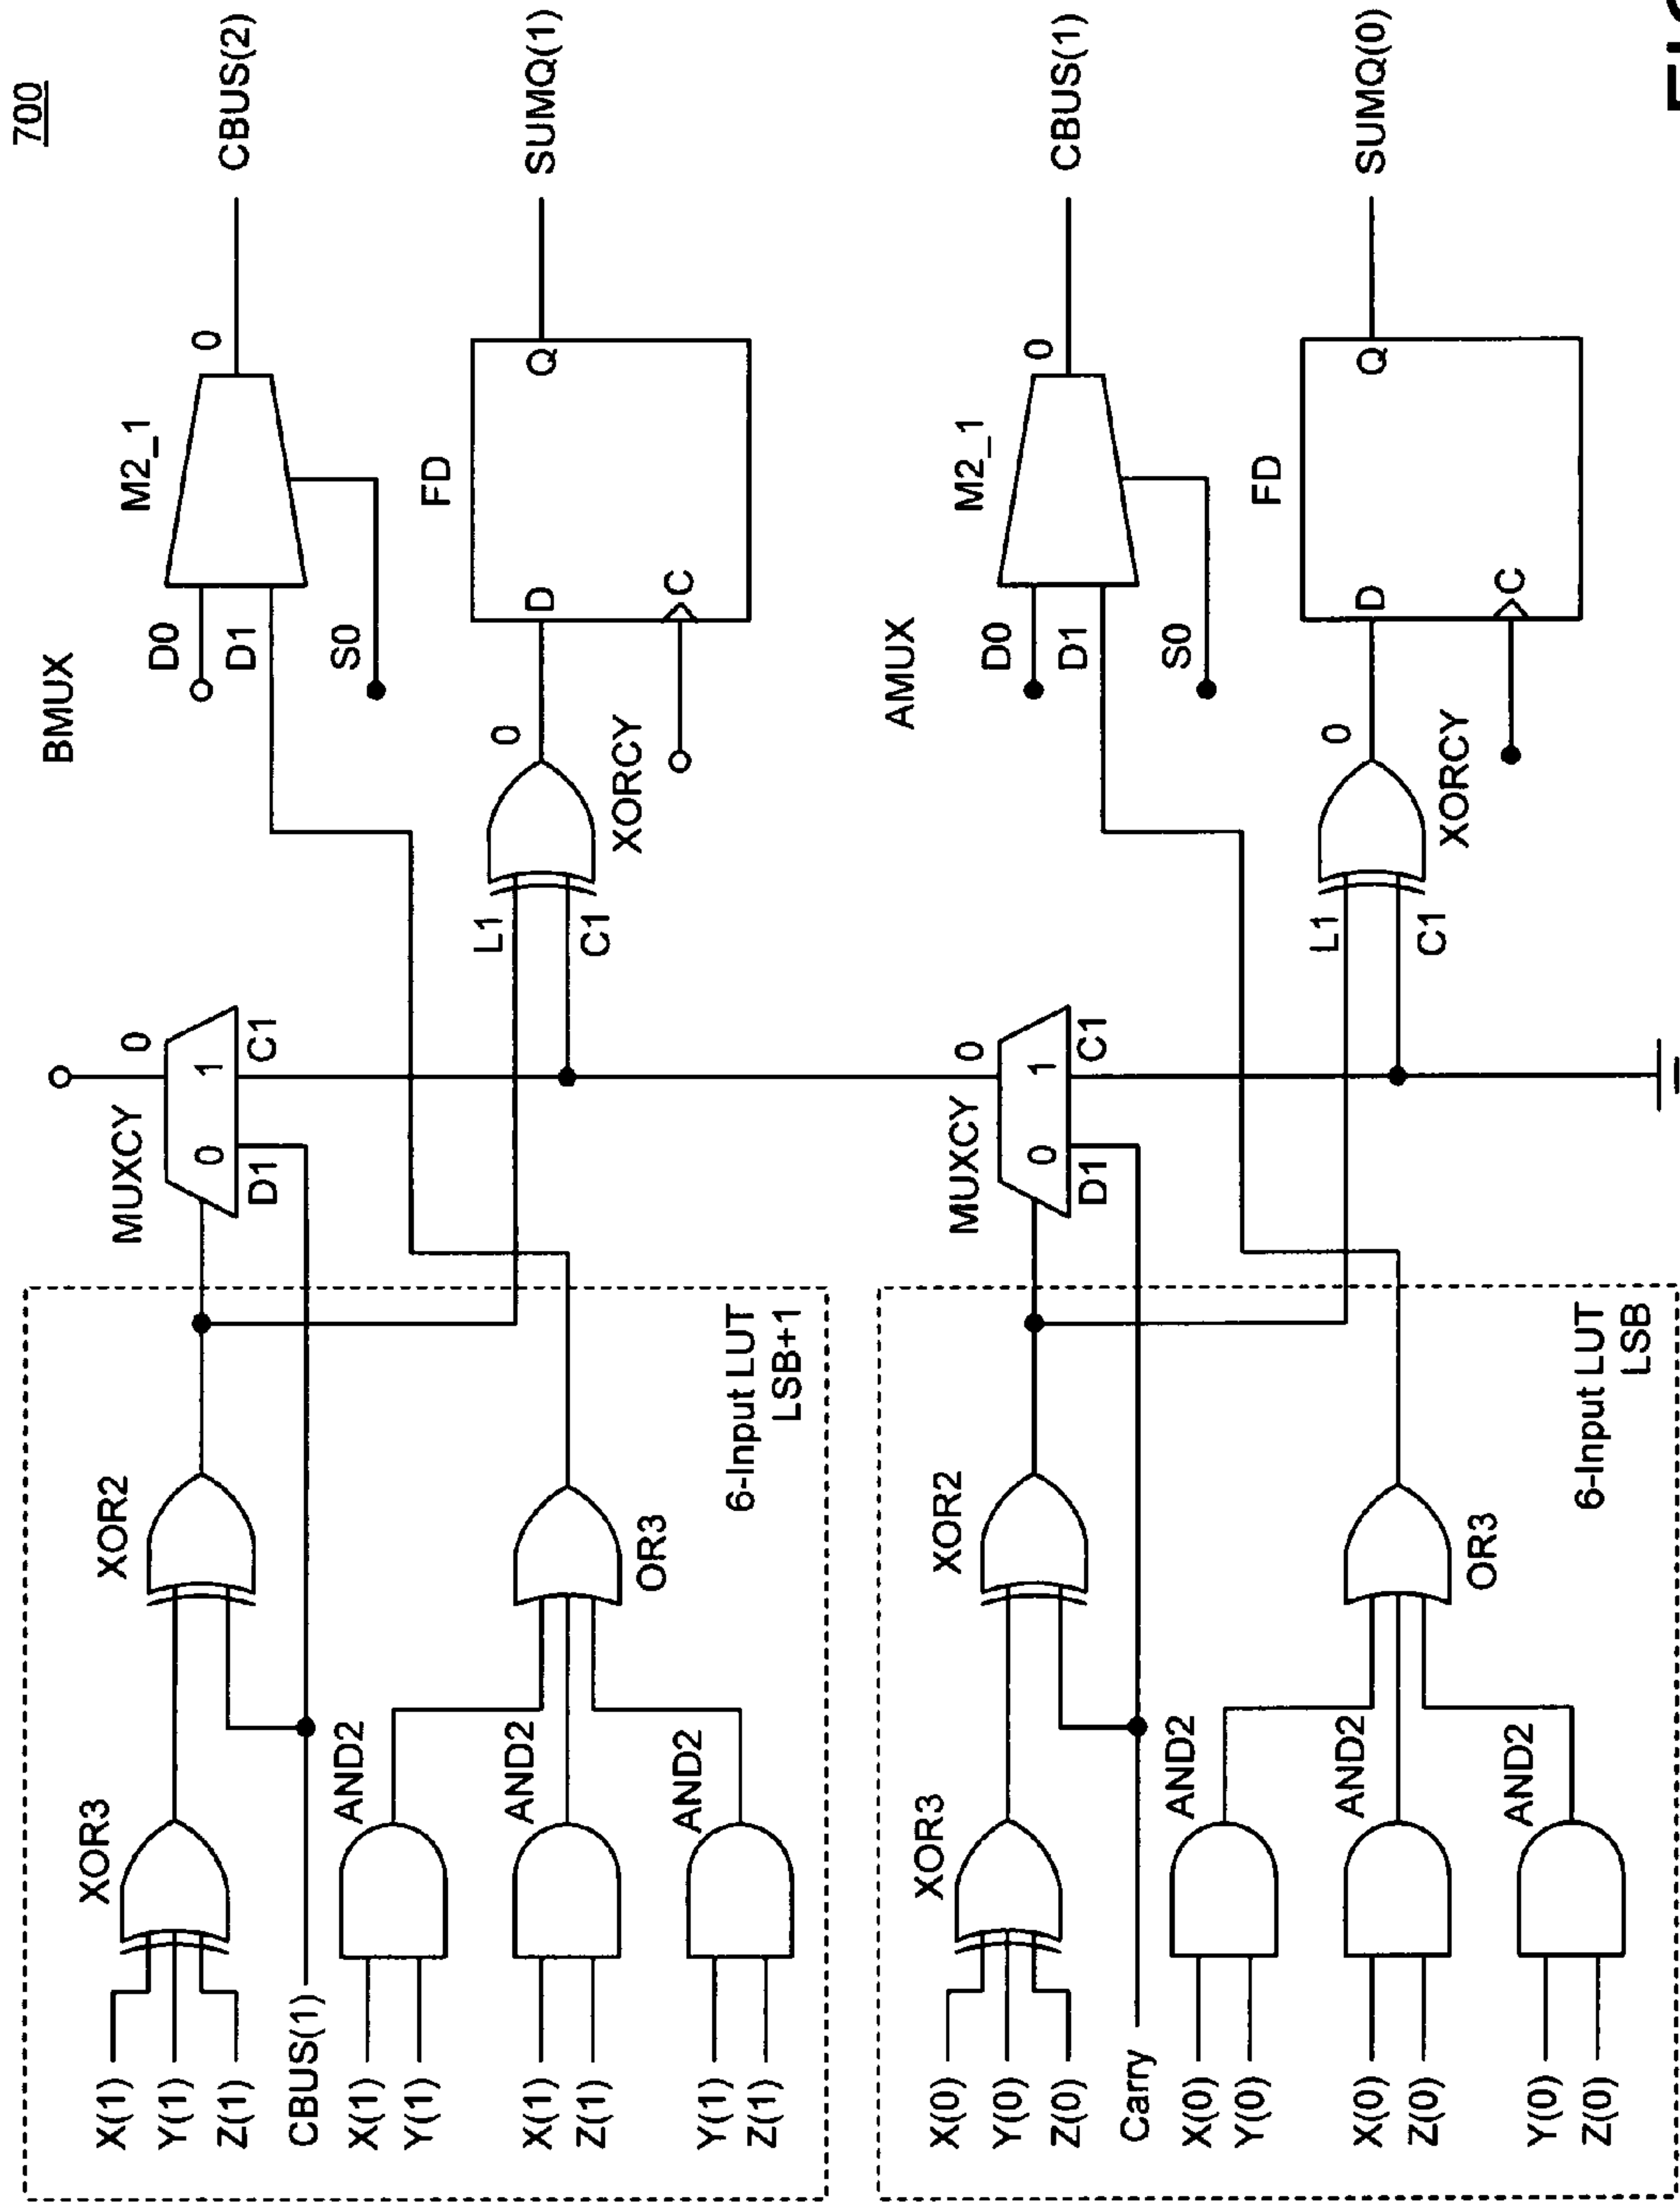 700
BMUX
CBUS(2)
SUMQ(1)
M2_1
D0
D1
S0
0
FD
D
Q
C
XORCY
0
L1
C1
MUXCY
0
0
1
D1
C1
XOR2
XOR3
X(1)
Y(1)
Z(1)
CBUS(1)
X(1)
Y(1)
AND2
X(1)
Z(1)
AND2
Y(1)
Z(1)
AND2
OR3
6-Input LUT
LSB+1
AMUX
CBUS(1)
SUMQ(0)
M2_1
D0
D1
S0
0
FD
D
Q
C
XORCY
0
L1
C1
MUXCY
0
0
1
D1
C1
XOR2
XOR3
X(0)
Y(0)
Z(0)
Carry
X(0)
Y(0)
AND2
X(0)
Z(0)
AND2
Y(0)
Z(0)
AND2
OR3
6-Input LUT
LSB